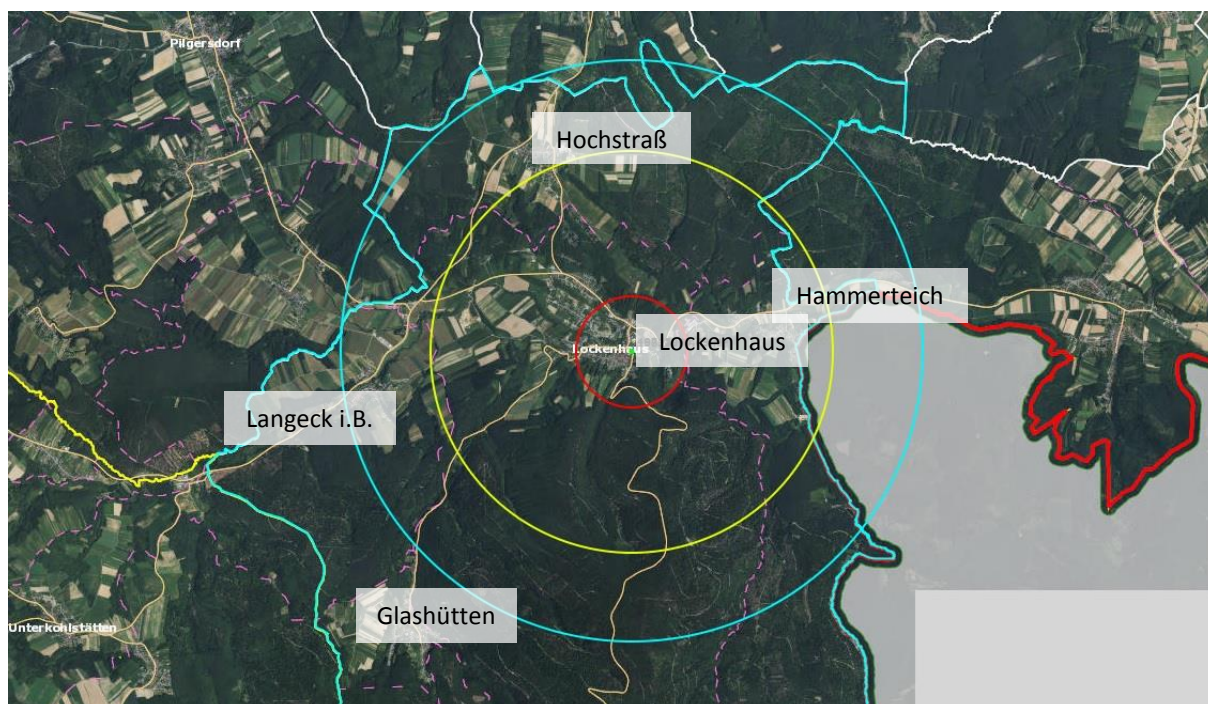 Pilgersdorf
Hochstraß
Hammerteich
Lockenhaus
Lockenhaus
Langeck i.B.
Glashütten
Unterkohlstätten